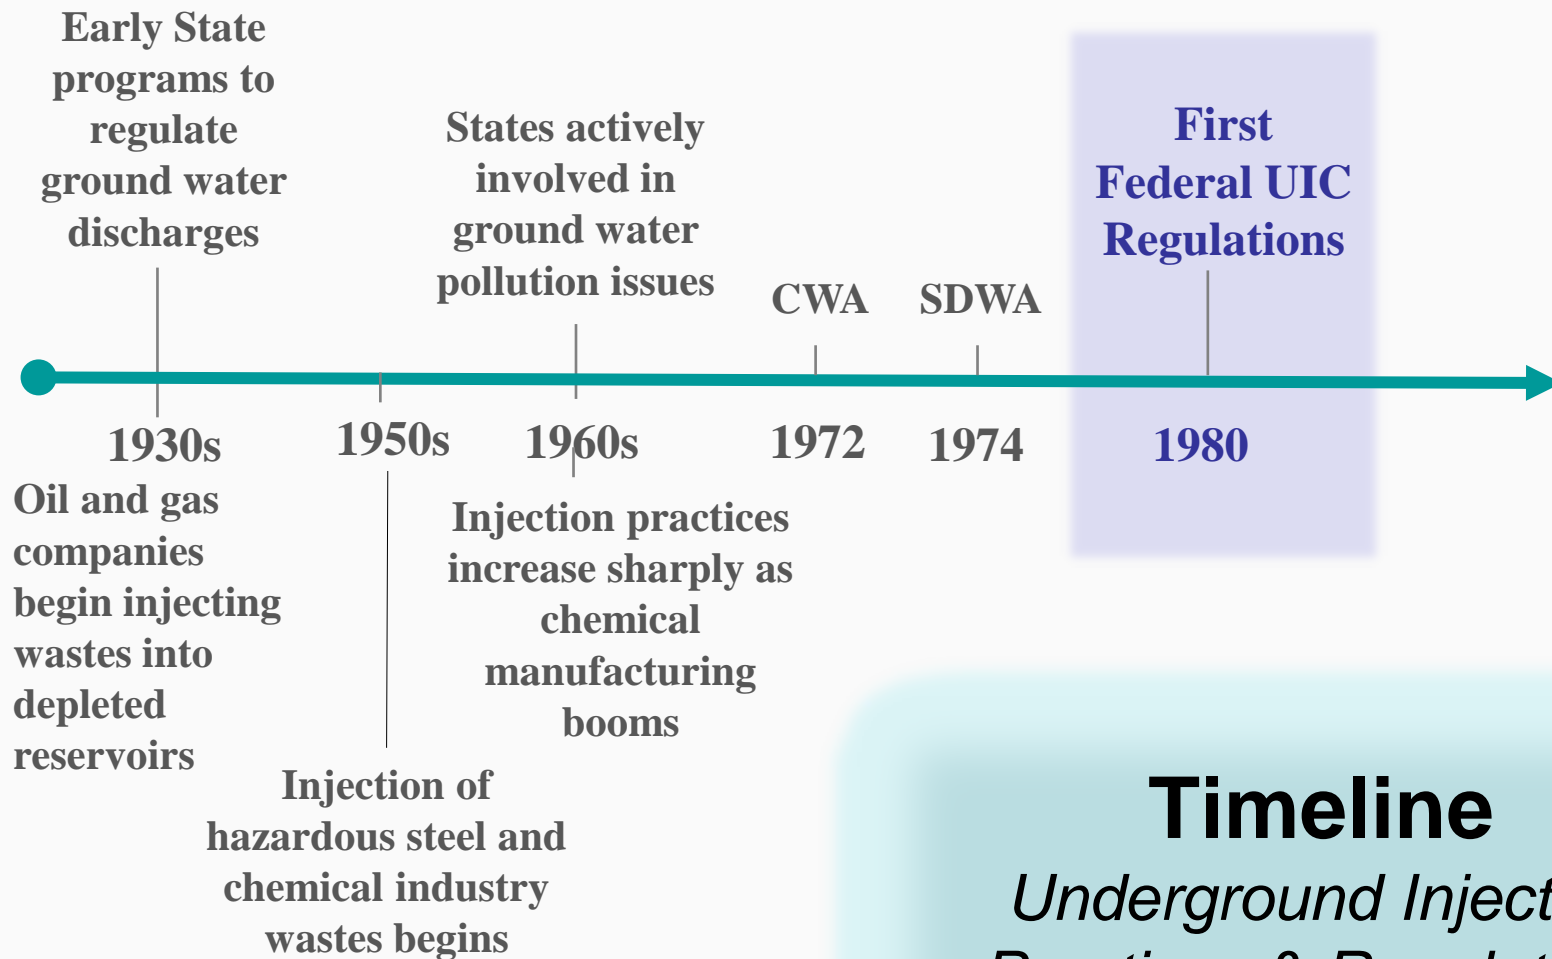 Early State
programs to
regulate
ground water
discharges
States actively
involved in
ground water
pollution issues
CWA
SDWA
First
Federal UIC
Regulations
1930s
1950s
1960s
1972
1974
1980
Oil and gas
companies
begin injecting
wastes into
depleted
reservoirs
Injection of
hazardous steel and
chemical industry
wastes begins
Injection practices
increase sharply as
chemical
manufacturing
booms
Timeline
Underground
&